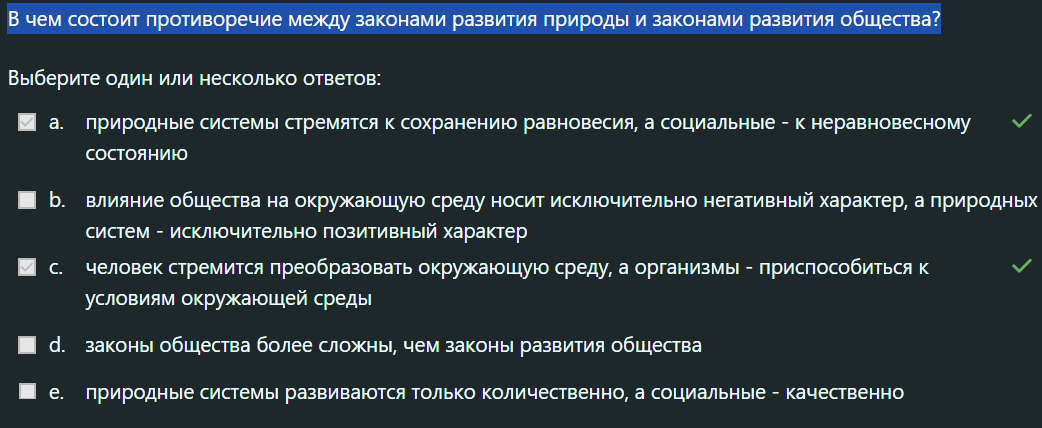 В чем состоит противоречие между законами развития природы и законами развития общества?
Выберите один или несколько ответов:
a. природные системы стремятся к сохранению равновесия, а социальные - к неравновесному
состоянию
b. влияние общества на окружающую среду носит исключительно негативный характер, а природных
систем - исключительно позитивный характер
c. человек стремится преобразовать окружающую среду, а организмы - приспособиться к
условиям окружающей среды
d. законы общества более сложны, чем законы развития общества
e. природные системы развиваются только количественно, а социальные - качественно